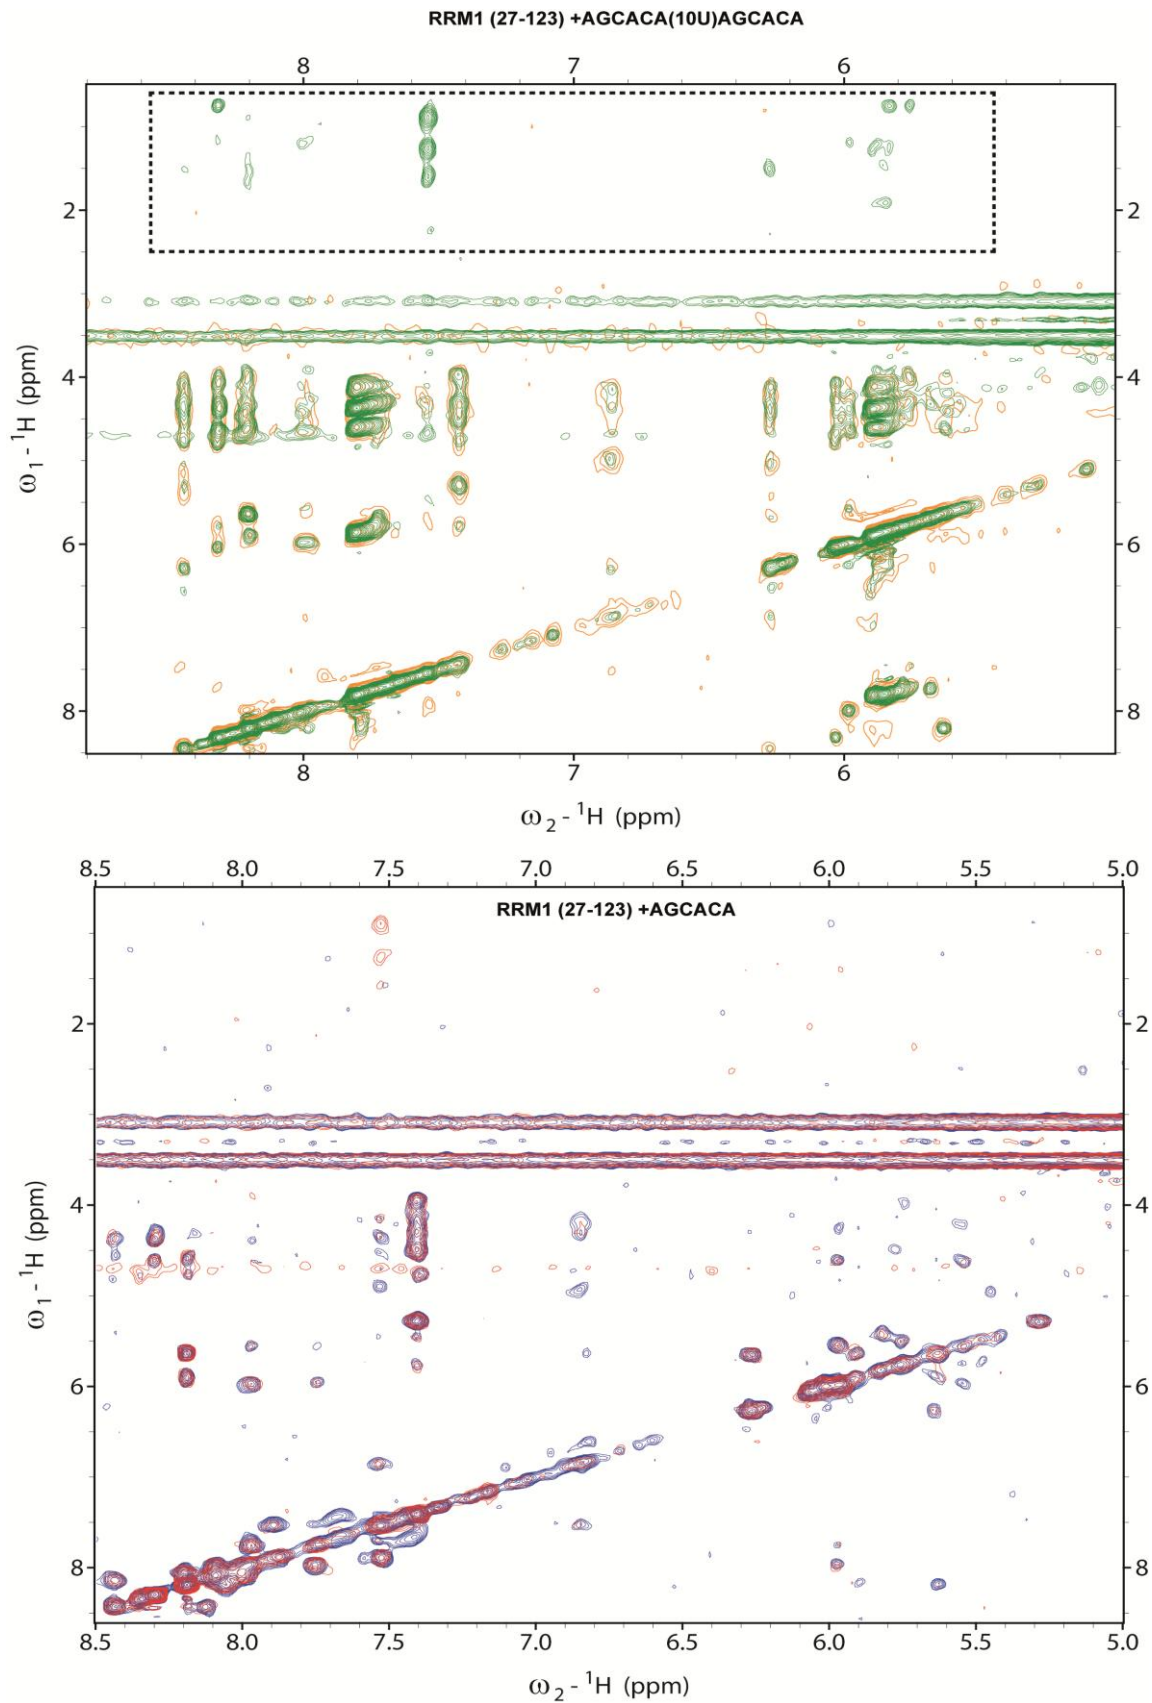 RRM1 (27-123) +AGCACA(10U)AGCACA
8 7 6
2 2
4 4
6 6
8 8
ω1 - 1H (ppm)
8 7 6
ω2 - 1H (ppm)
8.5 8.0 7.5 7.0 6.5 6.0 5.5 5.0
RRM1 (27-123) +AGCACA
2 2
4 4
6 6
8 8
ω1 - 1H (ppm)
8.5 8.0 7.5 7.0 6.5 6.0 5.5 5.0
ω2 - 1H (ppm)